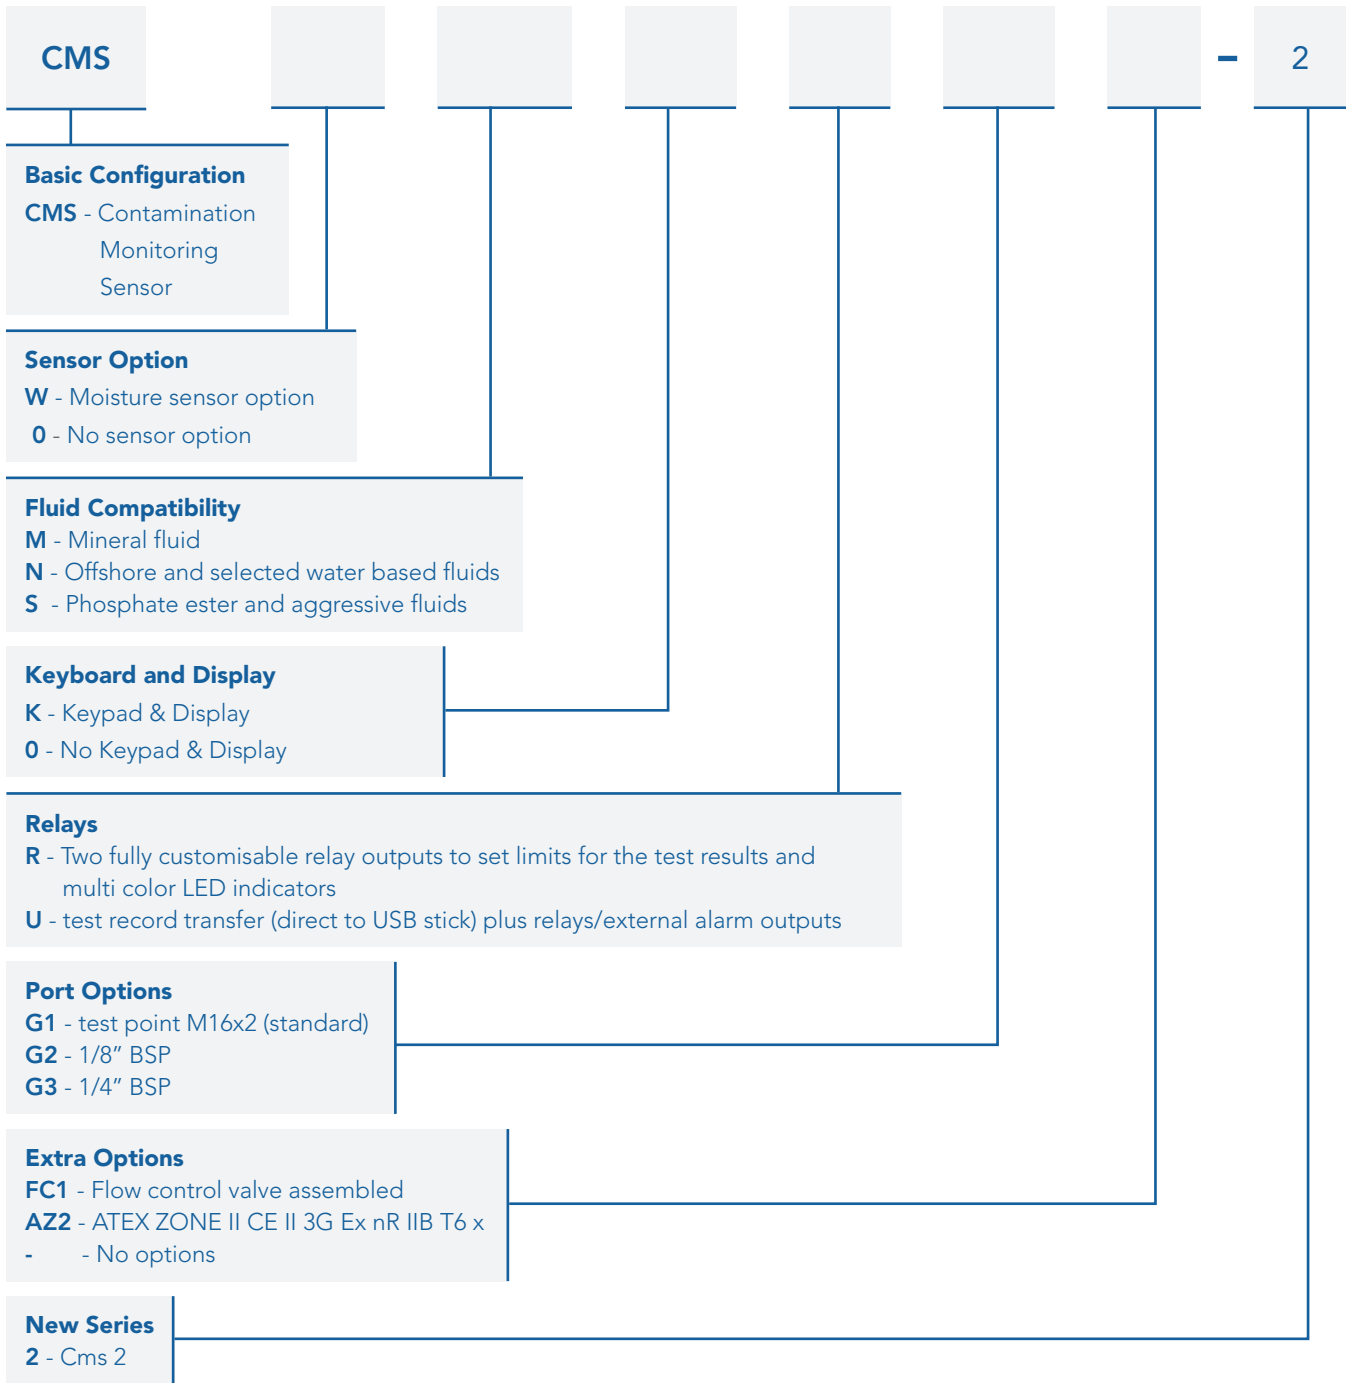 CMS - 2
Basic Configuration
CMS - Contamination
Monitoring
Sensor
Sensor Option
W - Moisture sensor option
0 - No sensor option
Fluid Compatibility
M - Mineral fluid
N - Offshore and selected water based fluids
S - Phosphate ester and aggressive fluids
Keyboard and Display
K - Keypad & Display
0 - No Keypad & Display
Relays
R - Two fully customisable relay outputs to set limits for the test results and
multi color LED indicators
U - test record transfer (direct to USB stick) plus relays/external alarm outputs
Port Options
G1 - test point M16x2 (standard)
G2 - 1/8” BSP
G3 - 1/4” BSP
Extra Options
FC1 - Flow control valve assembled
AZ2 - ATEX ZONE II CE II 3G Ex nR IIB T6 x
- - No options
New Series
2 - Cms 2